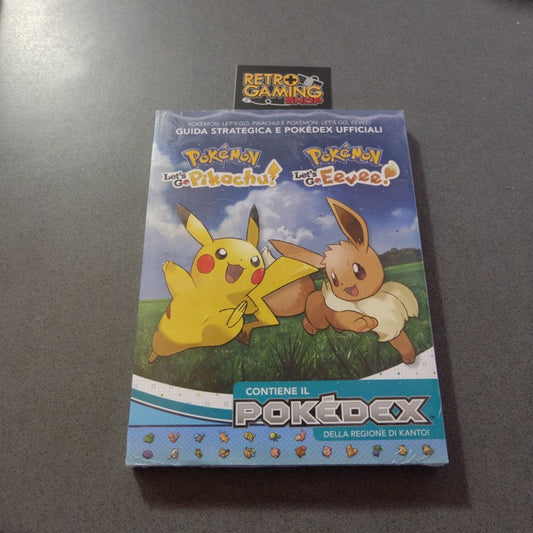 RETRO
GAMING
SHOP
POKÉMON: LET'S GO, PIKACHU! E POKÉMON: LET'S GO, EEVEE!
GUIDA STRATEGICA E POKÉDEX UFFICIALI
POKÉMON
Let's Go Pikachu!
POKÉMON
Let's Go Eevee!
CONTIENE IL
POKÉDEX
DELLA REGIONE DI KANTO!